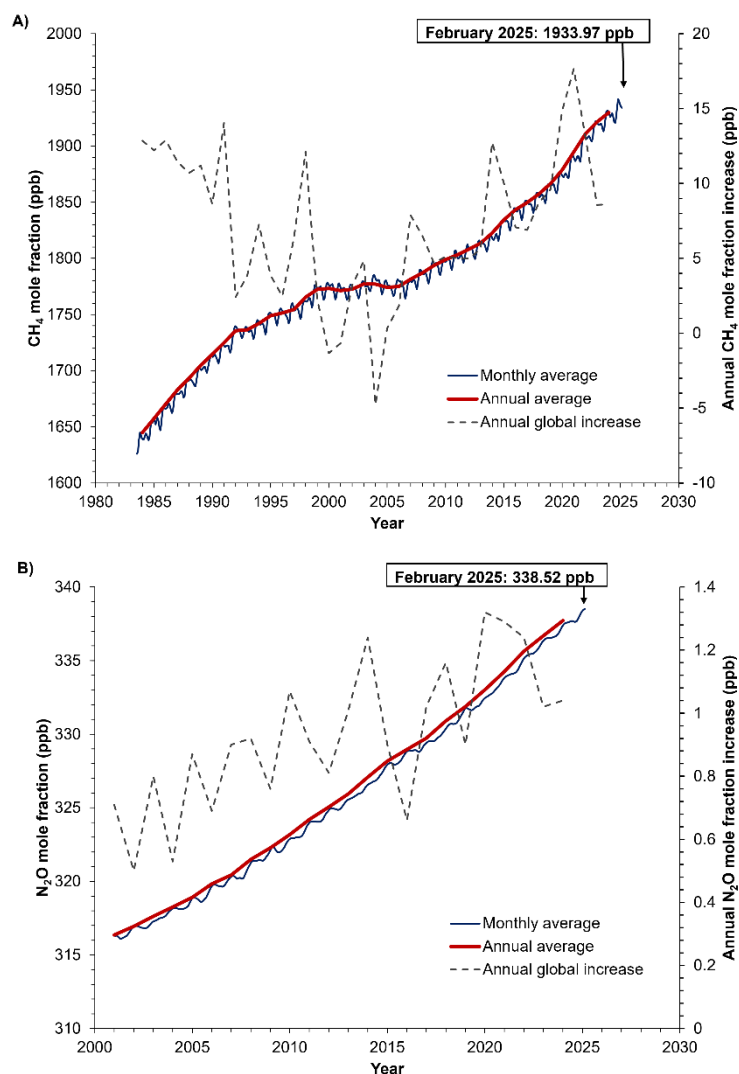 A)
February 2025: 1933.97 ppb
2000
1950
1900
1850
1800
1750
1700
1650
1600
CH₄ mole fraction (ppb)
20
15
10
5
0
-5
-10
Annual CH₄ mole fraction increase (ppb)
Monthly average
Annual average
Annual global increase
1980 1985 1990 1995 2000 2005 2010 2015 2020 2025 2030
Year
B)
February 2025: 338.52 ppb
340
335
330
325
320
315
310
N₂O mole fraction (ppb)
1.4
1.2
1
0.8
0.6
0.4
0.2
0
Annual N₂O mole fraction increase (ppb)
Monthly average
Annual average
Annual global increase
2000 2005 2010 2015 2020 2025 2030
Year